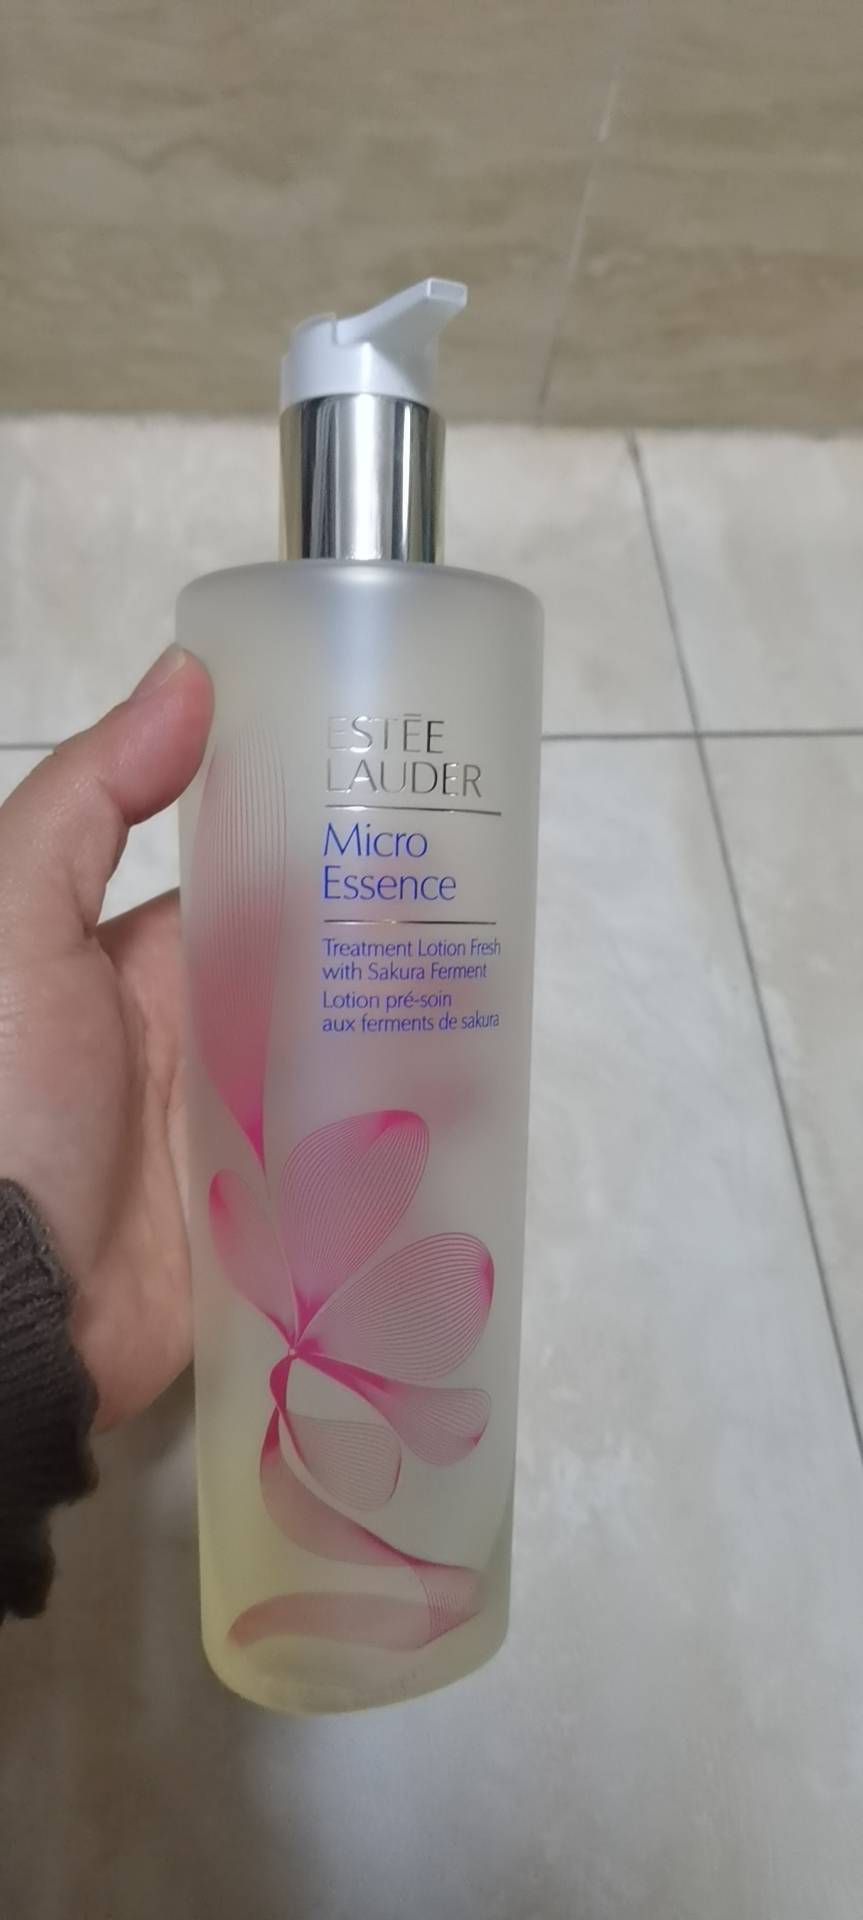 ESTĒE
LAUDER
Micro
Essence
Treatment Lotion Fresh
with Sakura Ferment
Lotion pré-soin
aux ferments de sakura